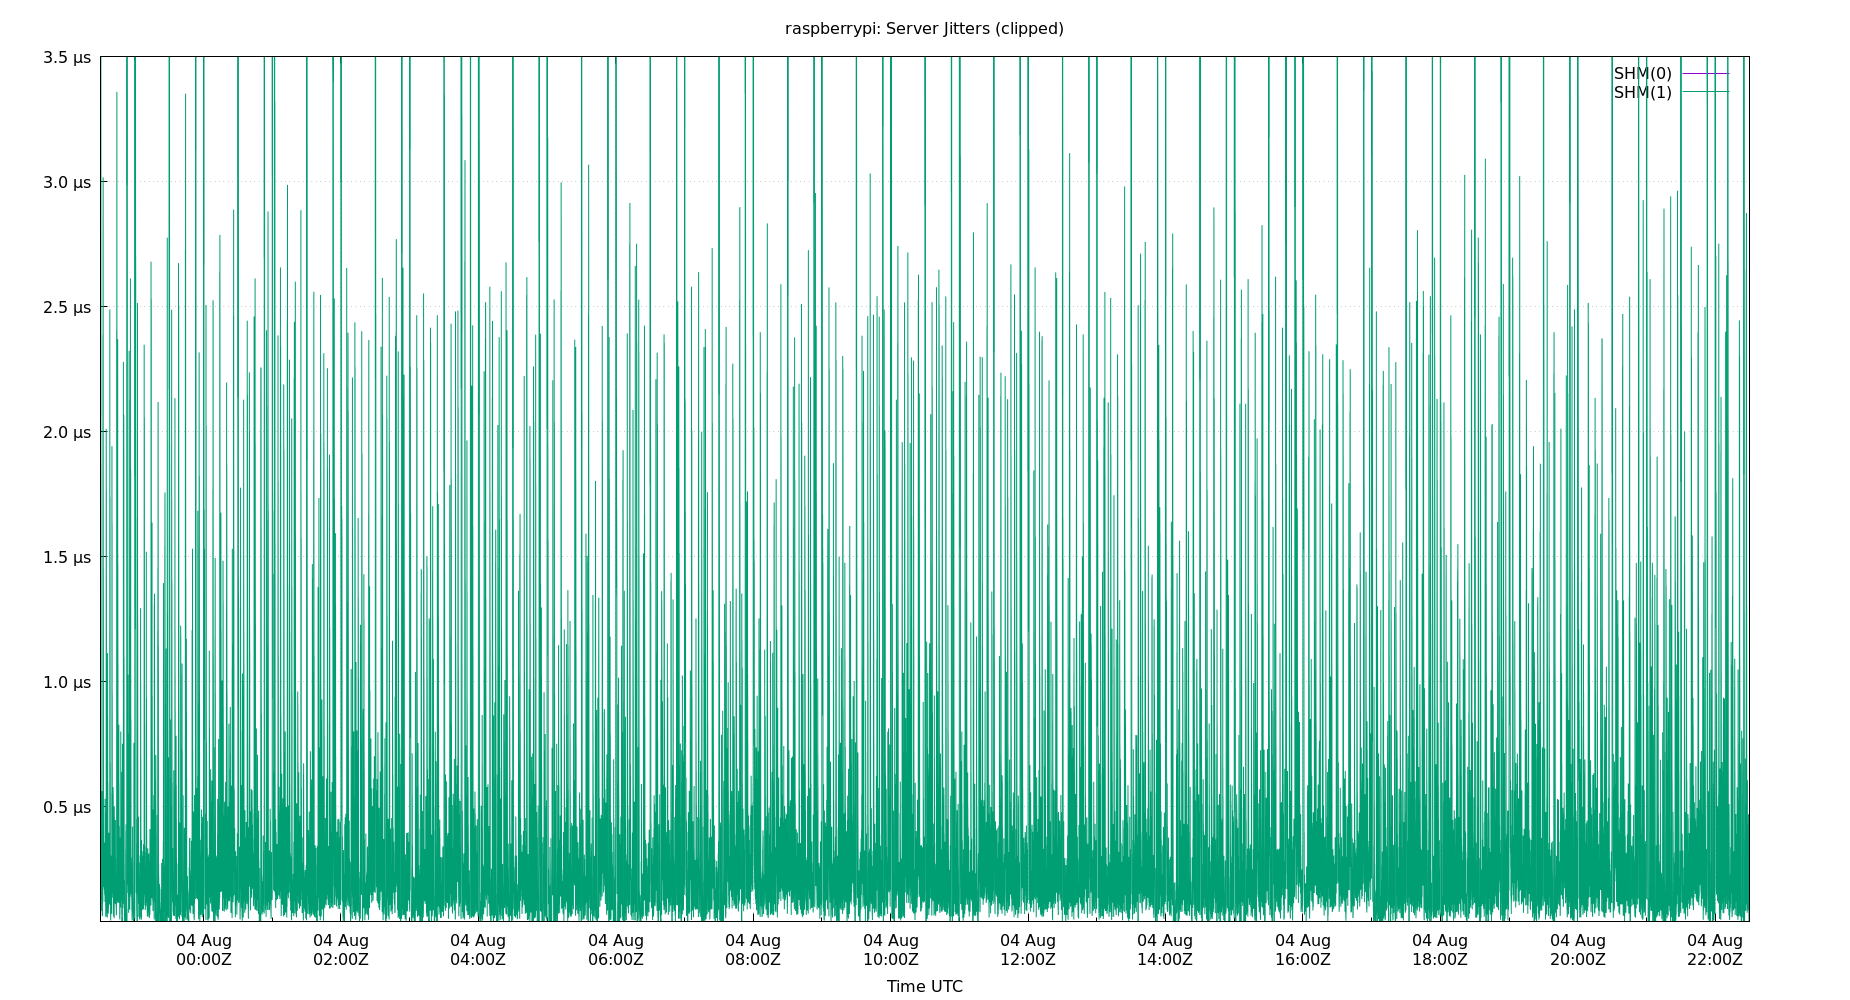 raspberrypi: Server Jitters (clipped)
3.5 µs
3.0 µs
2.5 µs
2.0 µs
1.5 µs
1.0 µs
0.5 µs
SHM(0)
SHM(1)
04 Aug 04 Aug 04 Aug 04 Aug 04 Aug 04 Aug 04 Aug 04 Aug 04 Aug 04 Aug 04 Aug 04 Aug
00:00Z 02:00Z 04:00Z 06:00Z 08:00Z 10:00Z 12:00Z 14:00Z 16:00Z 18:00Z 20:00Z 22:00Z
Time UTC